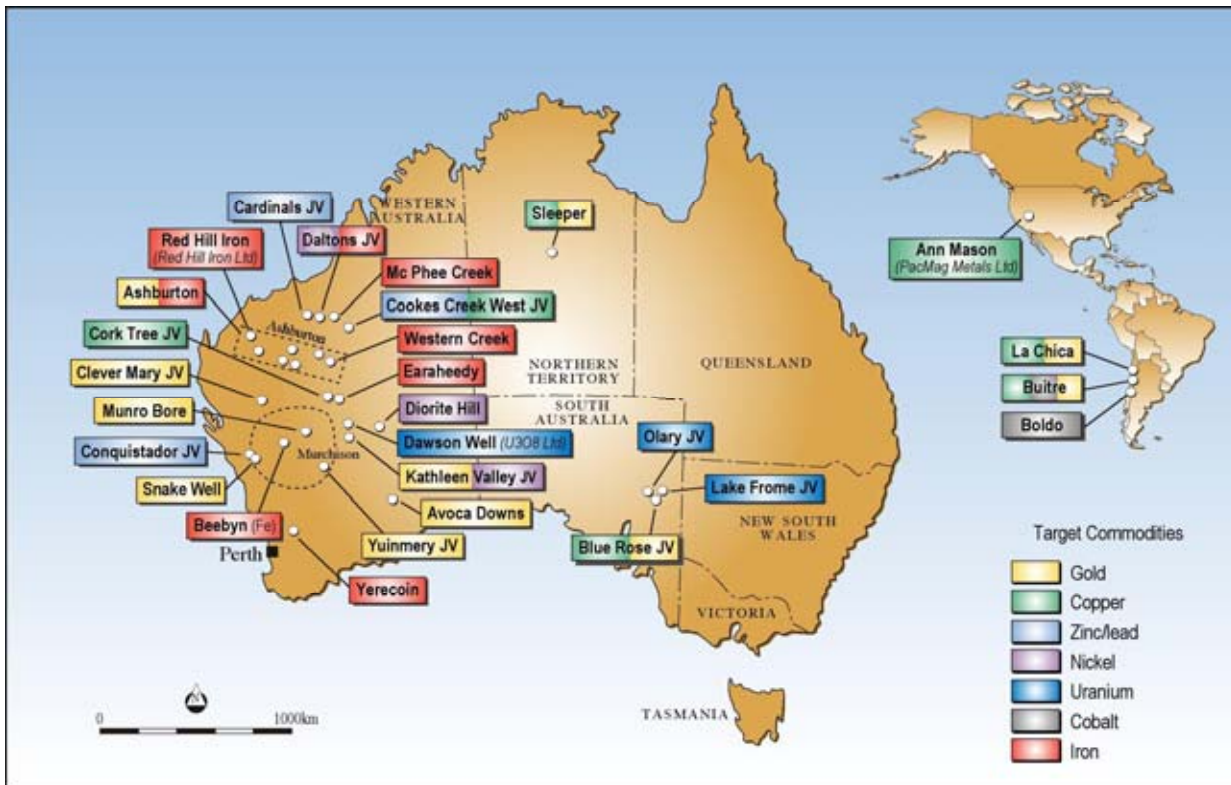 WESTERN
AUSTRALIA
Cardinals JV
Sleeper
Red Hill Iron
(Red Hill Iron Ltd)
Daltons JV
Mc Phee Creek
Ashburton
Cookes Creek West JV
Cork Tree JV
Ashburton
Western Creek
Clever Mary JV
Earaheedy
NORTHERN
TERRITORY
QUEENSLAND
Munro Bore
Diorite Hill
SOUTH
AUSTRALIA
Conquistador JV
Murchison
Dawson Well (U3O8 Ltd)
Olary JV
Snake Well
Kathleen Valley JV
Lake Frome JV
Avoca Downs
Beebyn (Fe)
NEW SOUTH
WALES
Perth
Yuinmery JV
Blue Rose JV
Yerecoin
VICTORIA
TASMANIA
N
0
1000km
Ann Mason
(PacMag Metals Ltd)
La Chica
Buitre
Boldo
Target Commodities
Gold
Copper
Zinc/lead
Nickel
Uranium
Cobalt
Iron